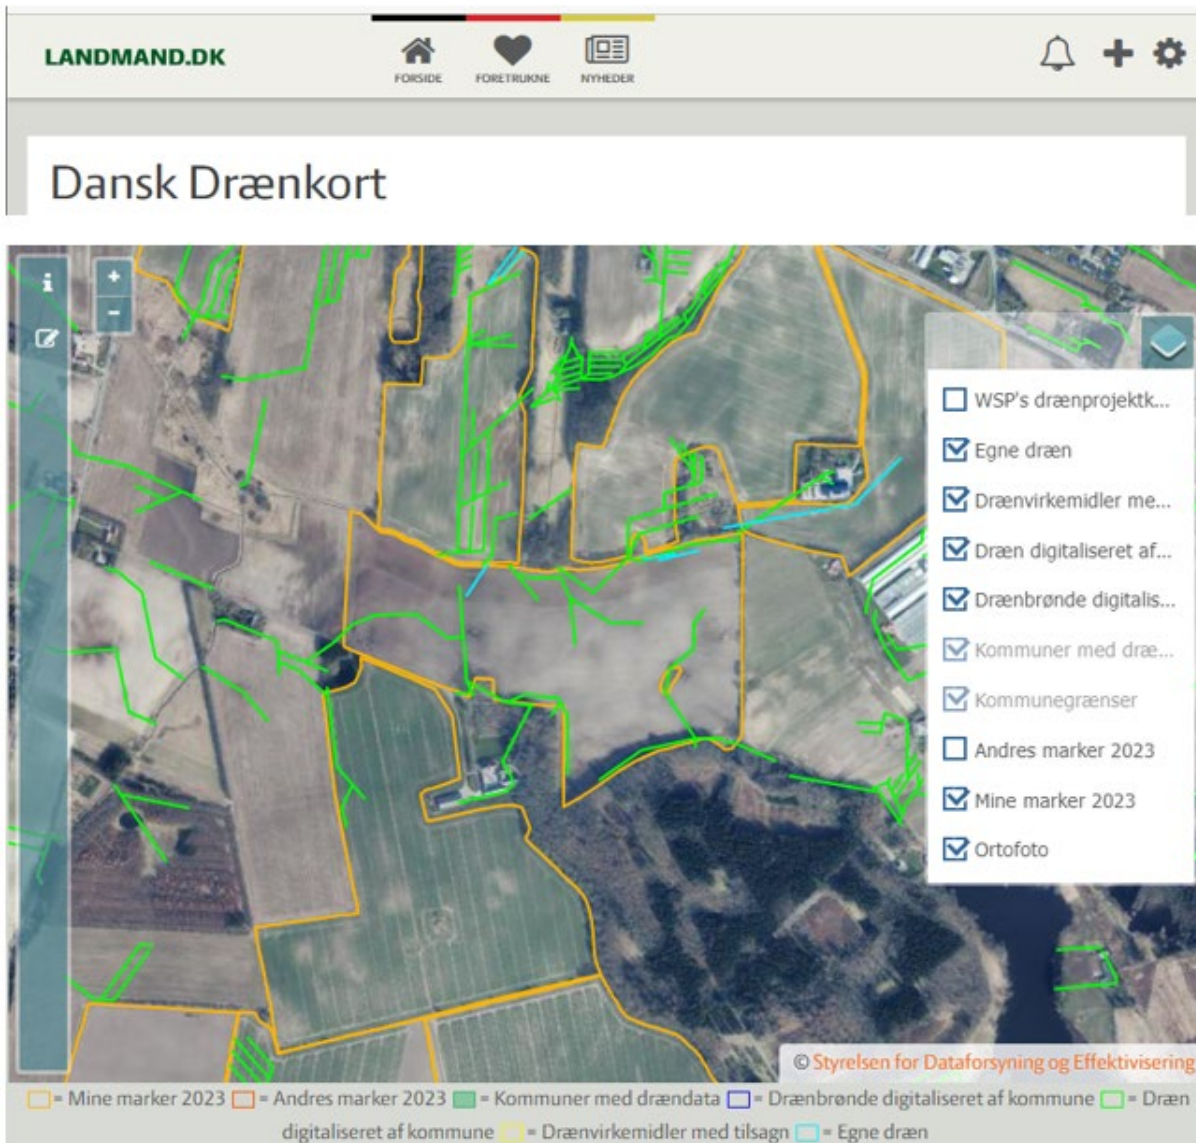 LANDMAND.DK
FORSIDE
FORETRUKNE
NYHEDER
Dansk Drænkort
i
+
-
WSP's drænprojektk...
Egne dræn
Drænvirkemidler me...
Dræn digitaliseret af...
Drænbrønde digitalis...
Kommuner med dræ...
Kommunegrænser
Andres marker 2023
Mine marker 2023
Ortofoto
© Styrelsen for Dataforsyning og Effektivisering
= Mine marker 2023 = Andres marker 2023 = Kommuner med drændata = Drænbrønde digitaliseret af kommune = Dræn
digitaliseret af kommune = Drænvirkemidler med tilsagn = Egne dræn